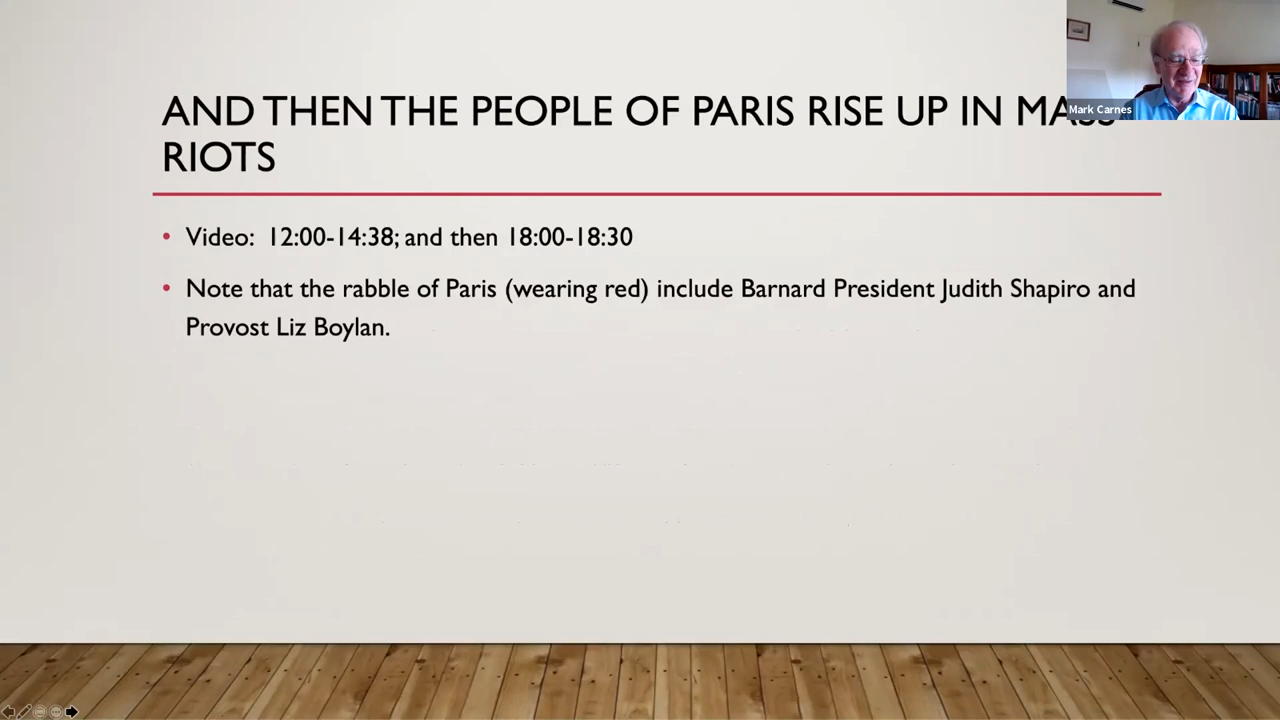 AND THEN THE PEOPLE OF PARIS RISE UP IN MASS
RIOTS
Mark Carnes
• Video: 12:00-14:38; and then 18:00-18:30
• Note that the rabble of Paris (wearing red) include Barnard President Judith Shapiro and
Provost Liz Boylan.